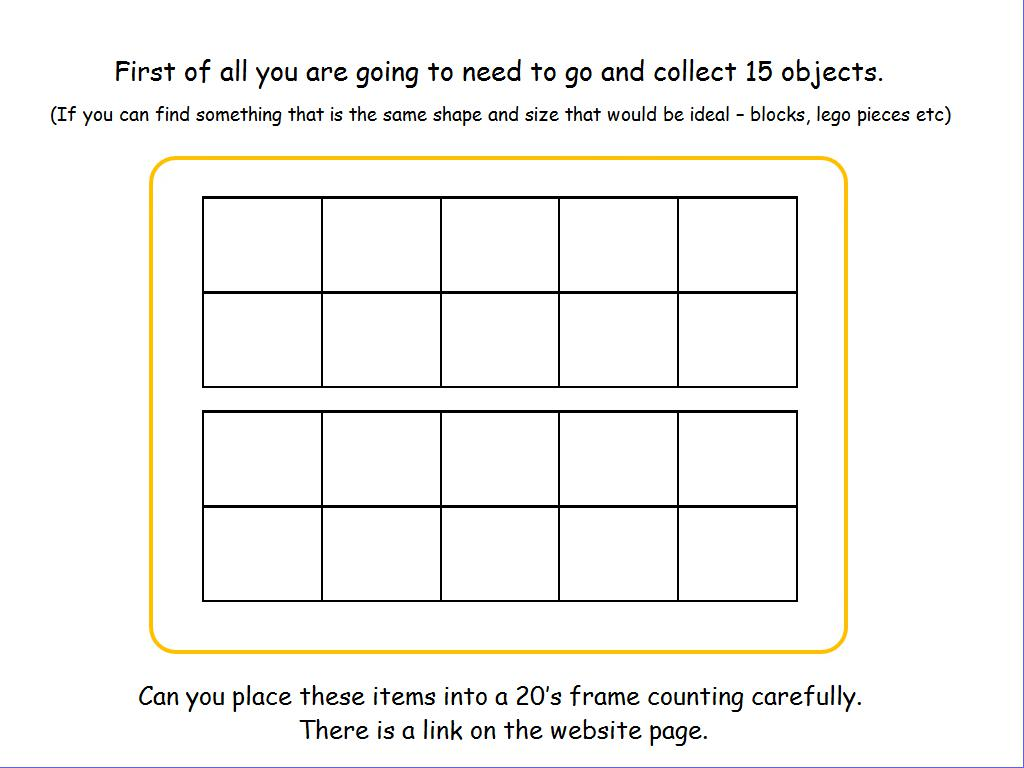 First of all you are going to need to go and collect 15 objects.
(If you can find something that is the same shape and size that would be ideal – blocks, lego pieces etc)
Can you place these items into a 20's frame counting carefully.
There is a link on the website page.